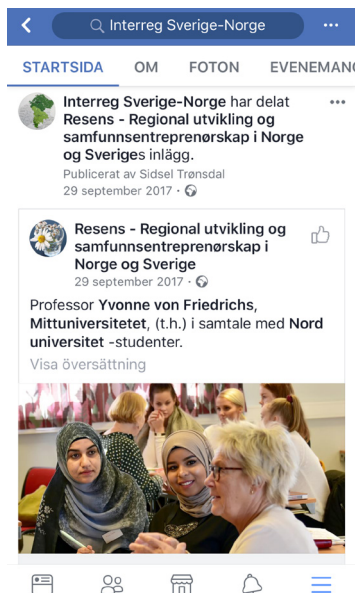 Interreg Sverige-Norge
STARTSIDA OM FOTON EVENEMANG
Interreg Sverige-Norge har delat
Resens - Regional utvikling og
samfunnsentreprenørskap i Norge
og Sveriges inlägg.
Publicerat av Sidsel Trønsdal
29 september 2017 ·
Resens - Regional utvikling og
samfunnsentreprenørskap i
Norge og Sverige
29 september 2017 ·
Professor Yvonne von Friedrichs,
Mittuniversitetet, (t.h.) i samtale med Nord
universitet -studenter.
Visa översättning